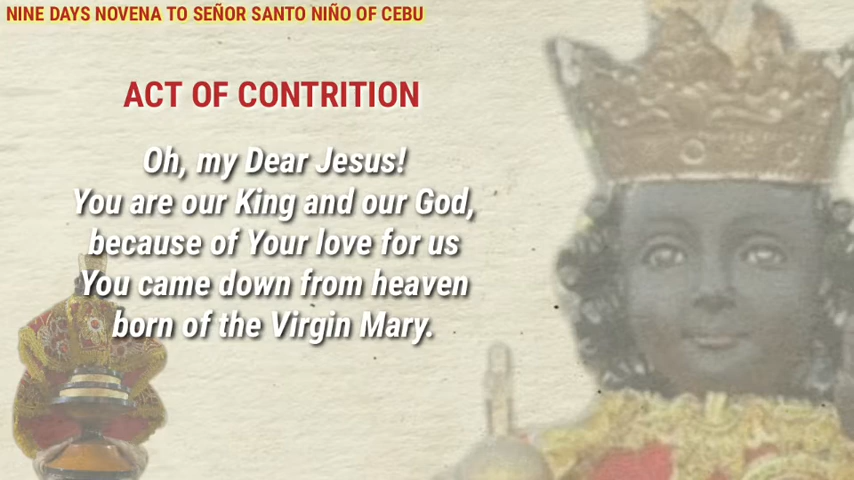 NINE DAYS NOVENA TO SEÑOR SANTO NIÑO OF CEBU
ACT OF CONTRITION
Oh, my Dear Jesus!
You are our King and our God,
because of Your love for us
You came down from heaven
born of the Virgin Mary.